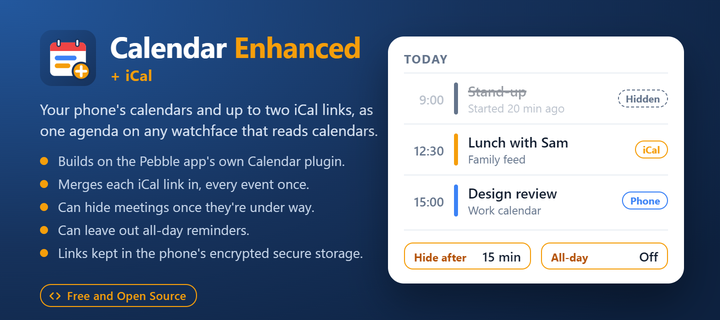 Calendar Enhanced
+ iCal
Your phone's calendars and up to two iCal links, as
one agenda on any watchface that reads calendars.
Builds on the Pebble app's own Calendar plugin.
Merges each iCal link in, every event once.
Can hide meetings once they're under way.
Can leave out all-day reminders.
Links kept in the phone's encrypted secure storage.
<> Free and Open Source
TODAY
9:00 Stand-up Hidden
Started 20 min ago
12:30 Lunch with Sam iCal
Family feed
15:00 Design review Phone
Work calendar
Hide after 15 min All-day Off